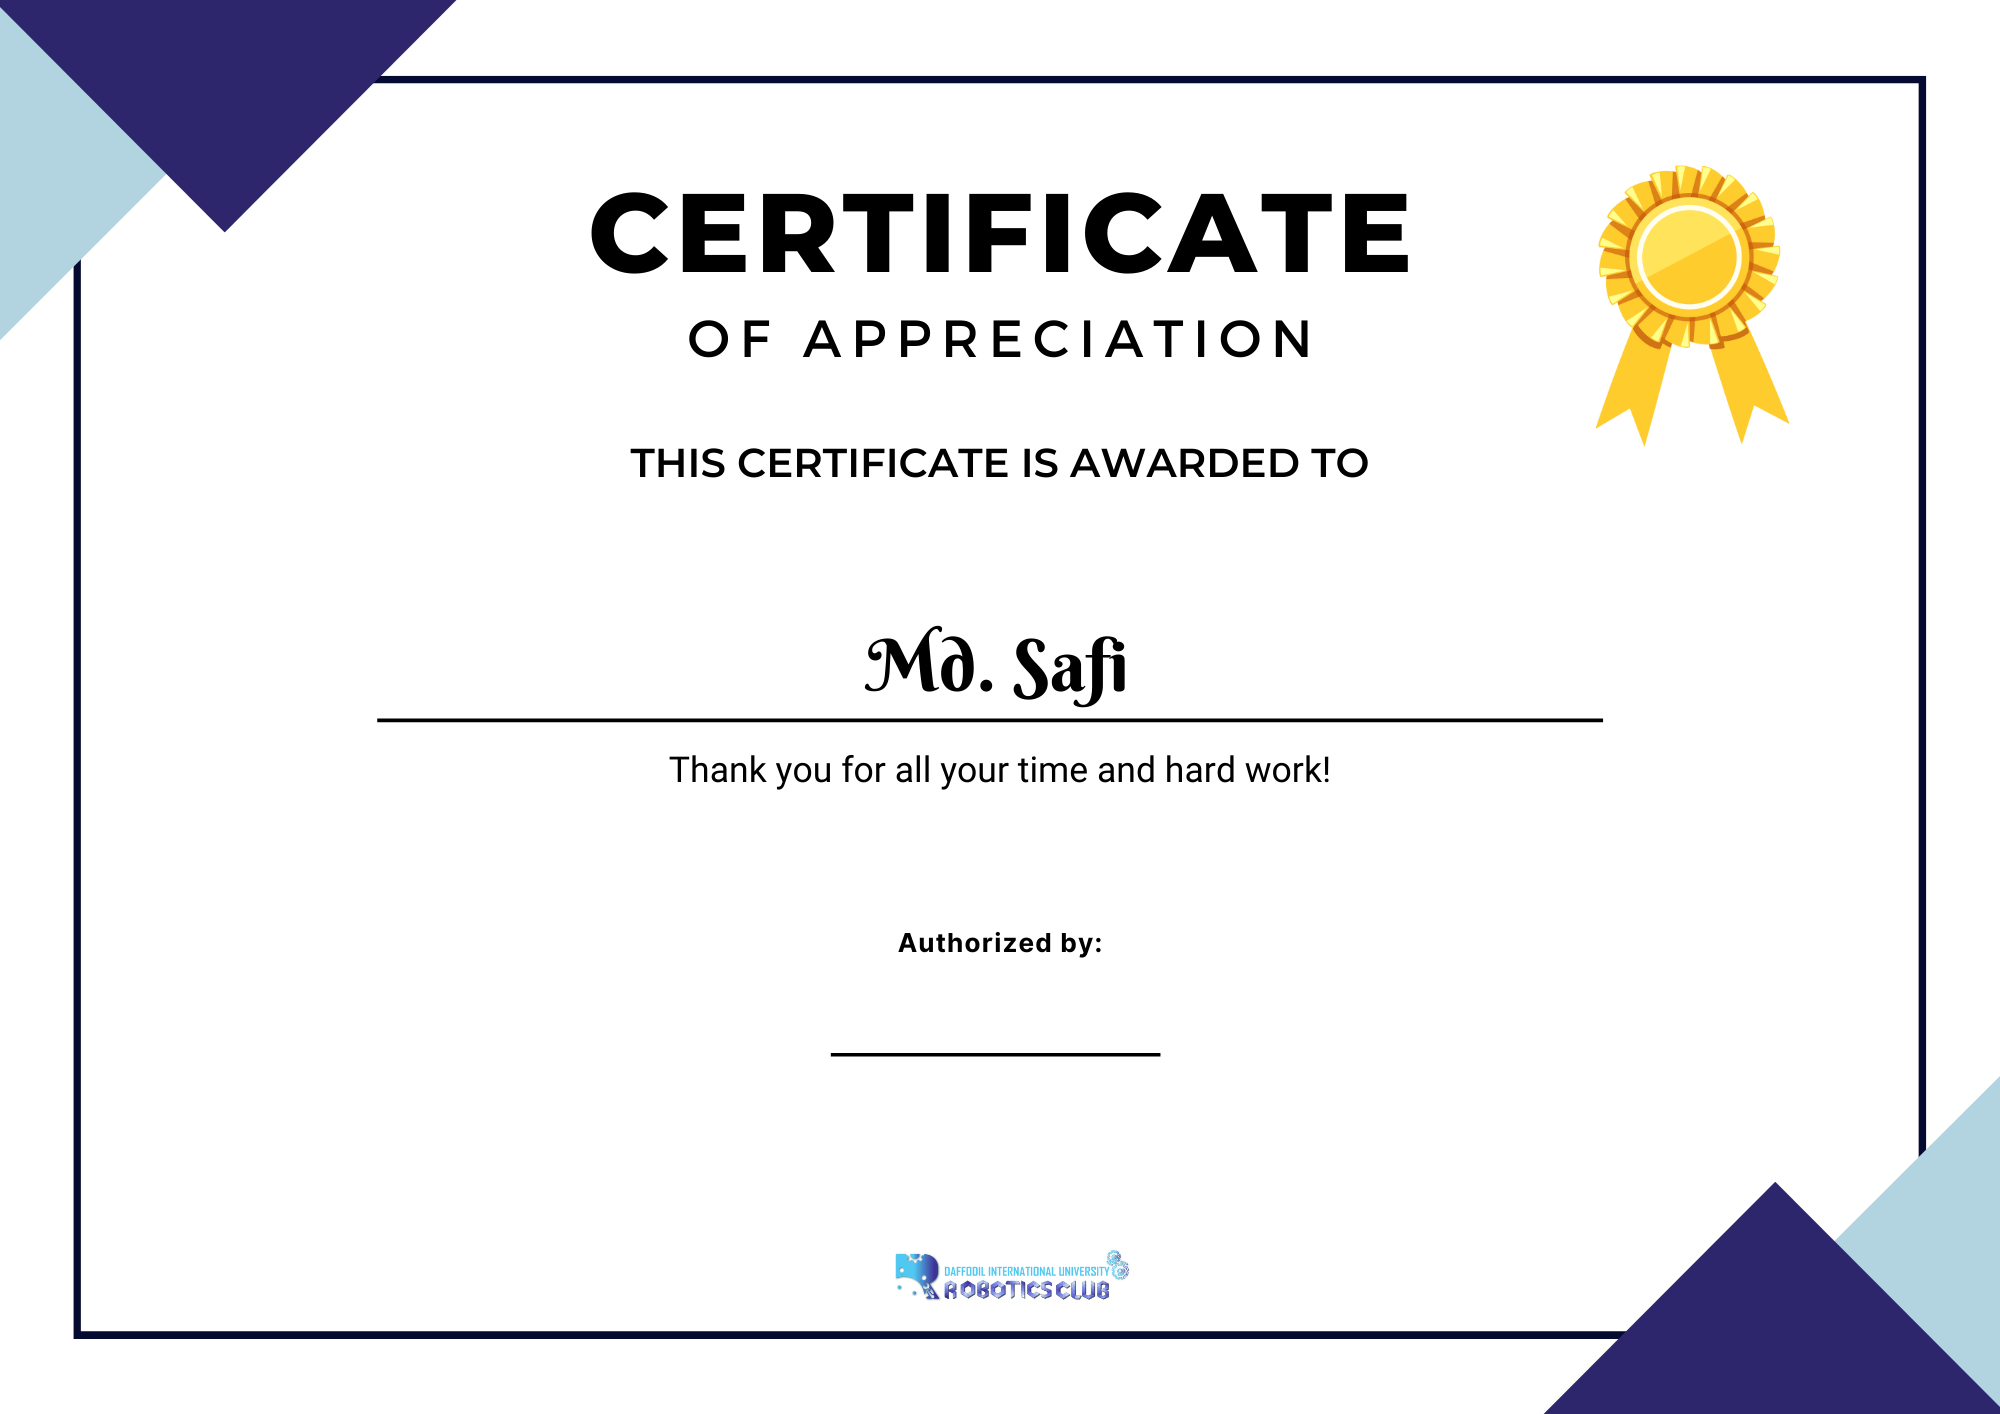 CERTIFICATE
OF APPRECIATION
THIS CERTIFICATE IS AWARDED TO
Md. Safi
Thank you for all your time and hard work!
Authorized by:
DAFFODIL INTERNATIONAL UNIVERSITY
ROBOTICS CLUB